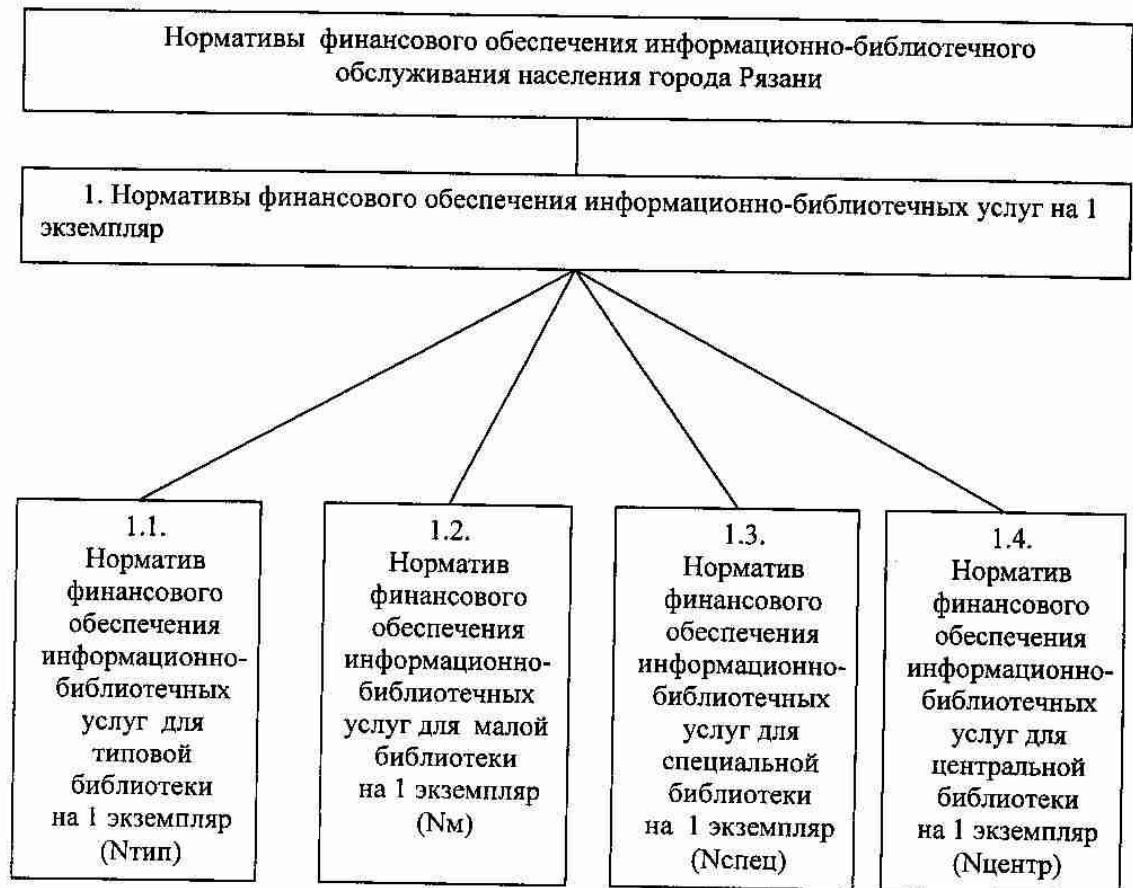 Нормативы финансового обеспечения информационно-библиотечного
обслуживания населения города Рязани
1. Нормативы финансового обеспечения информационно-библиотечных услуг на 1
экземпляр
1.1.
Норматив
финансового
обеспечения
информационно-
библиотечных
услуг для
типовой
библиотеки
на 1 экземпляр
(Nтип)
1.2.
Норматив
финансового
обеспечения
информационно-
библиотечных
услуг для малой
библиотеки
на 1 экземпляр
(Nм)
1.3.
Норматив
финансового
обеспечения
информационно-
библиотечных
услуг для
специальной
библиотеки
на 1 экземпляр
(Nспец)
1.4.
Норматив
финансового
обеспечения
информационно-
библиотечных
услуг для
центральной
библиотеки
на 1 экземпляр
(Nцентр)